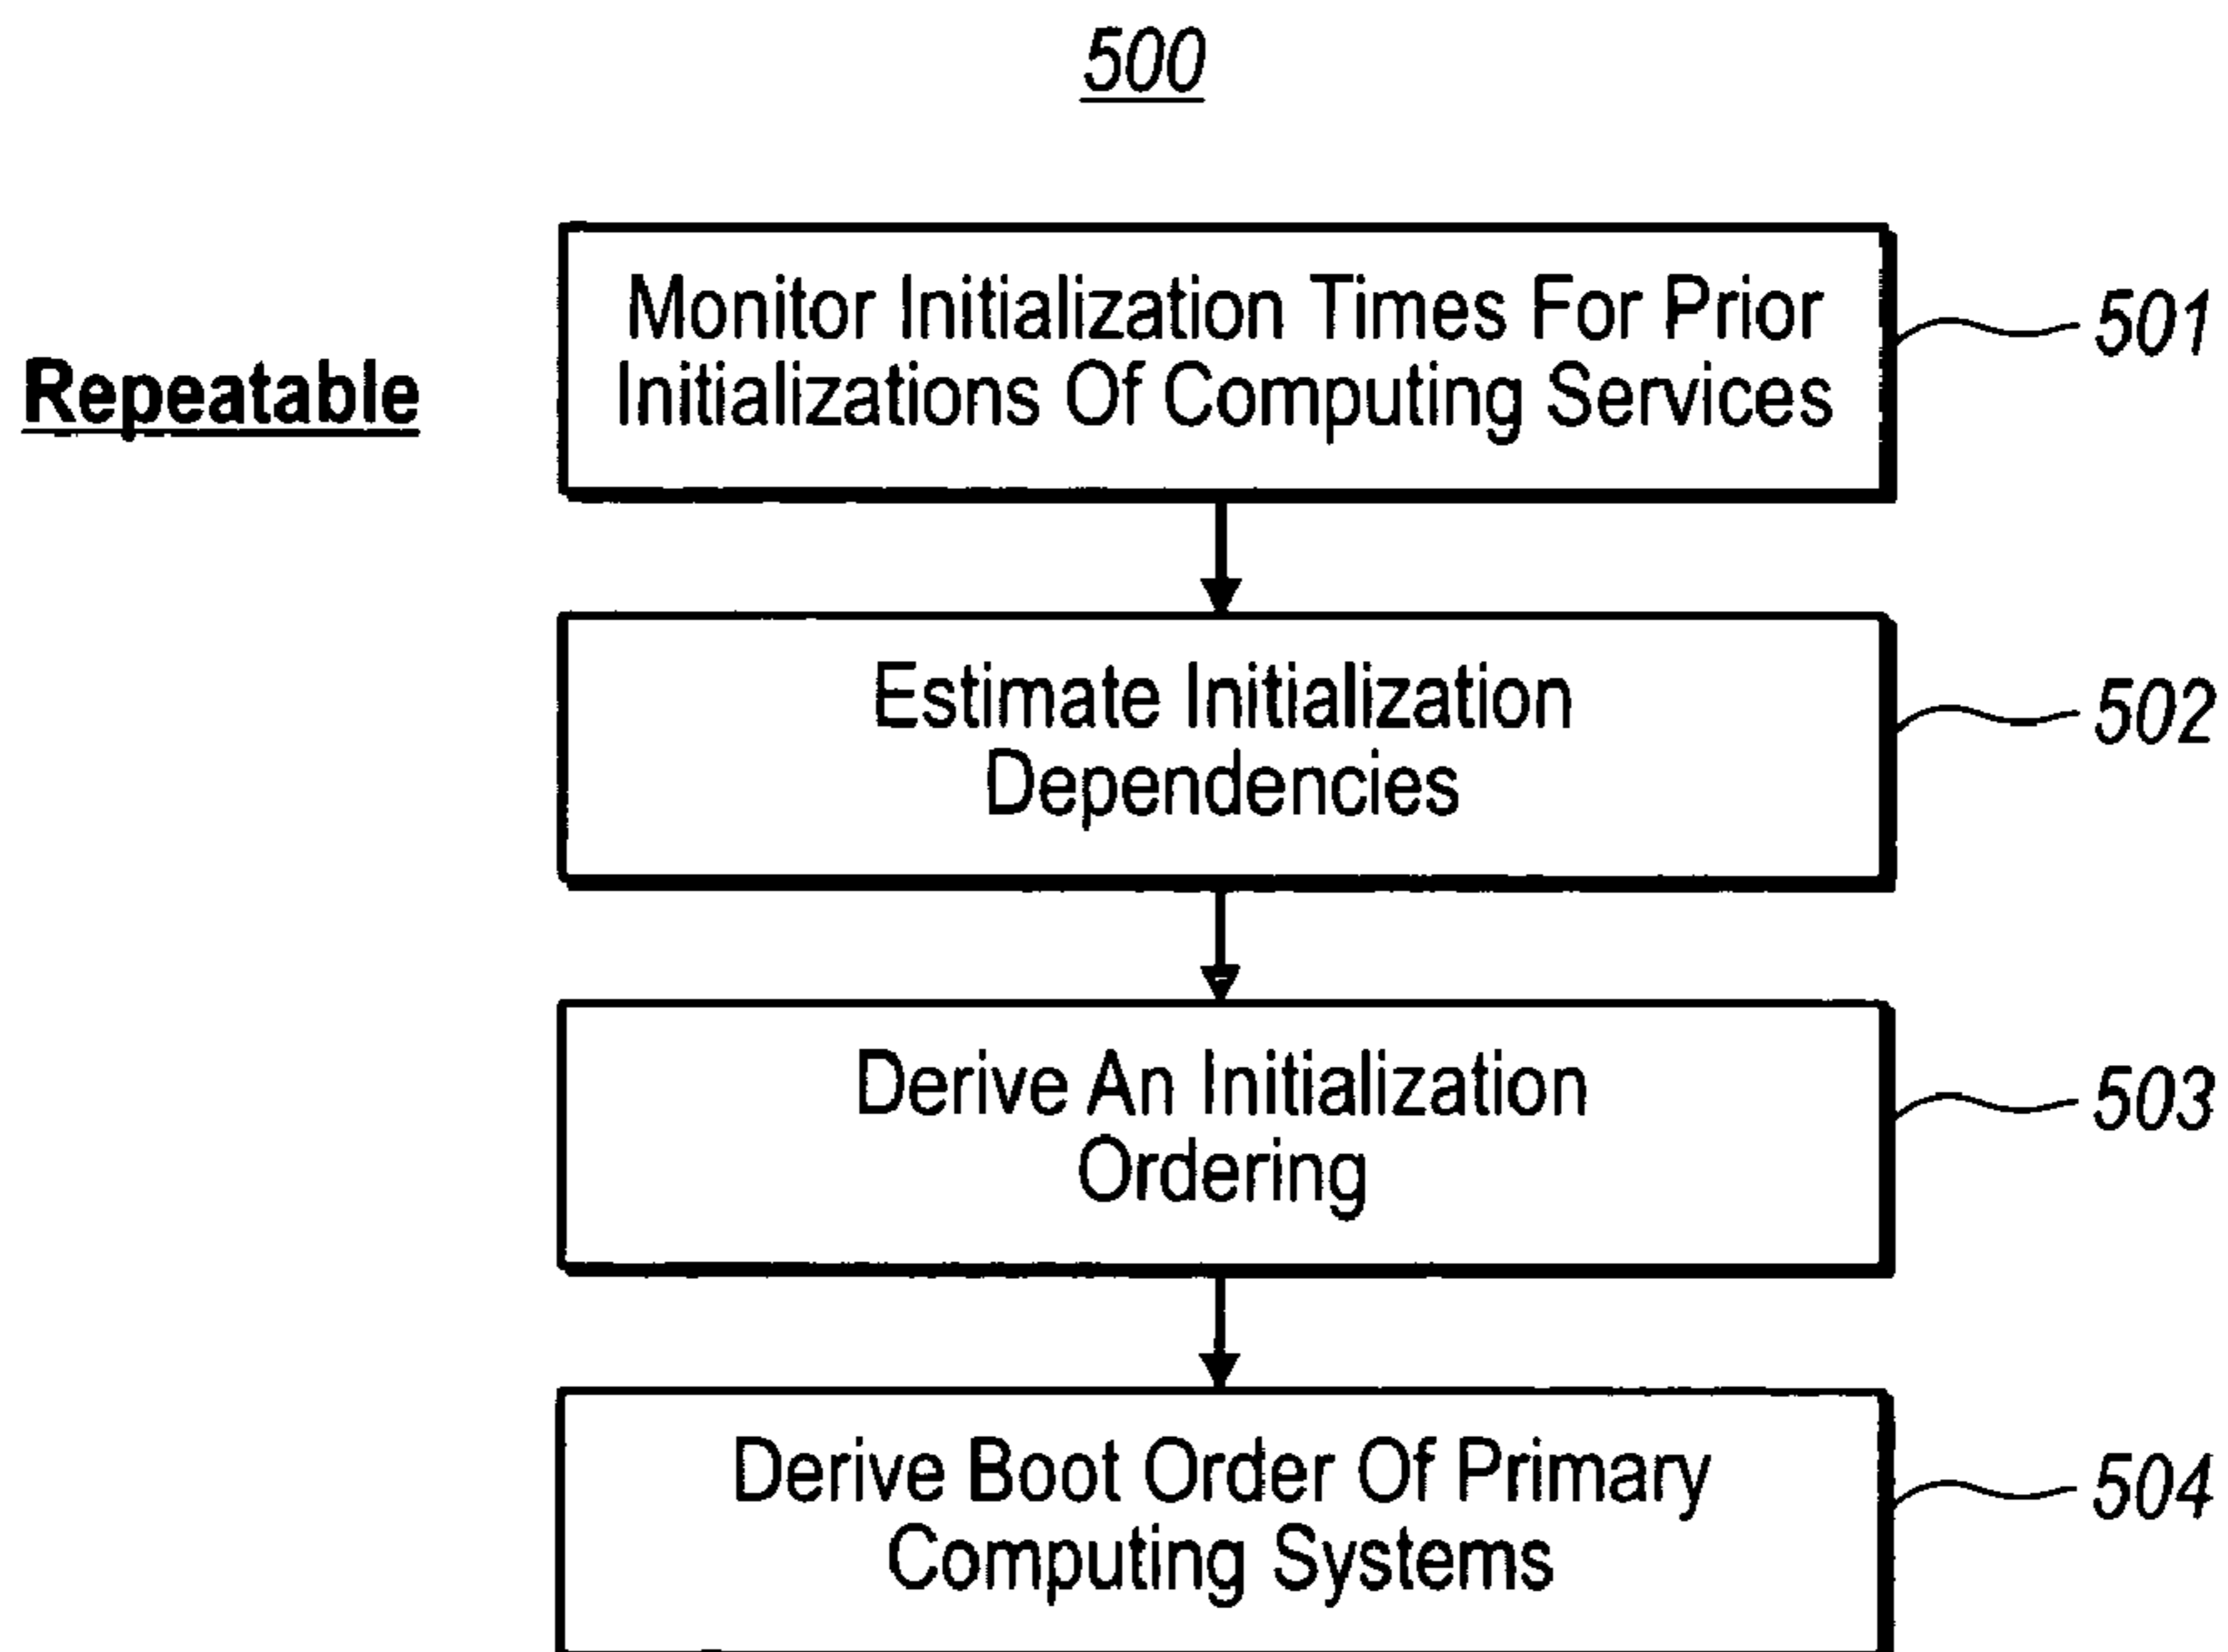 500
Monitor Initialization Times For Prior
Initializations Of Computing Services
501
Repeatable
Estimate Initialization
Dependencies
502
Derive An Initialization
Ordering
503
Derive Boot Order Of Primary
Computing Systems
504